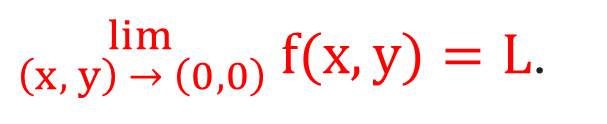 lim
(x, y) → (0,0) f(x, y) = L.